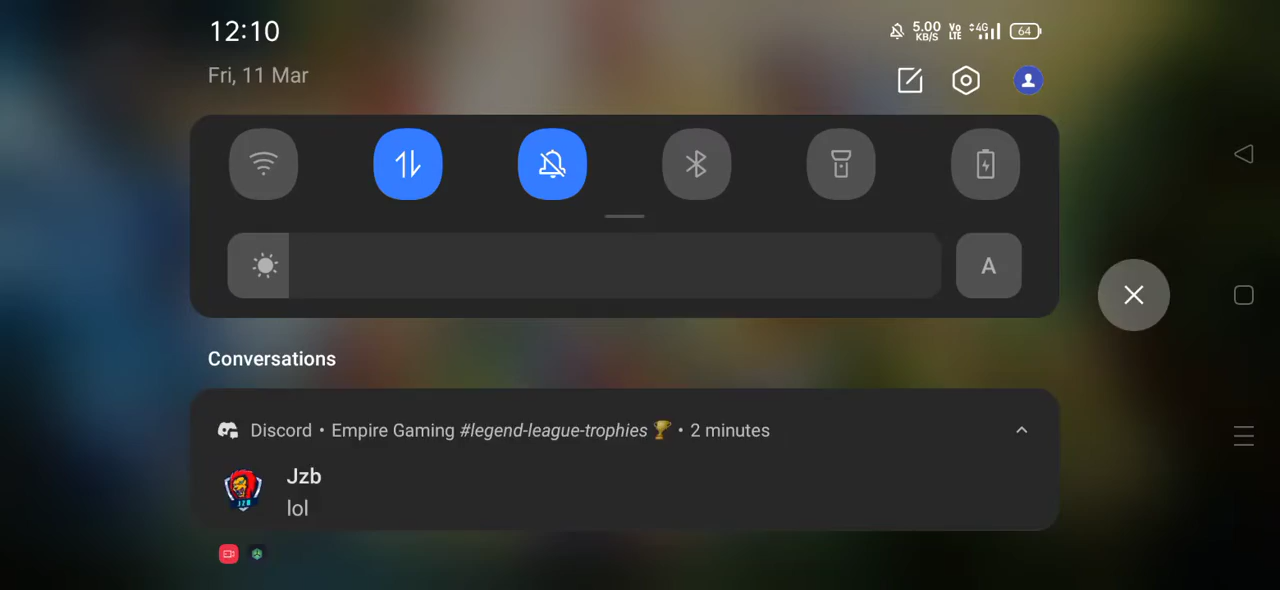 12:10
5.00 KB/S
Vo LTE
4G
64
Fri, 11 Mar
A
Conversations
Discord • Empire Gaming #legend-league-trophies 🏆 • 2 minutes
Jzb
JZB
lol